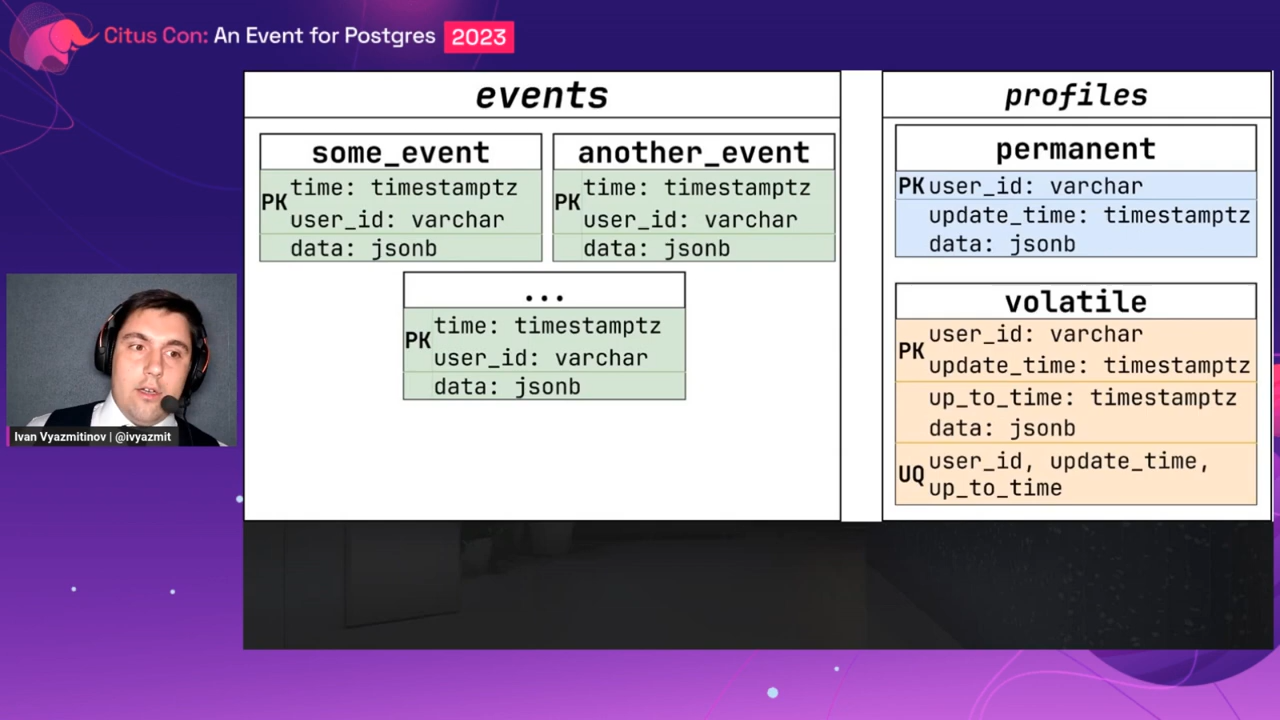 Citus Con: An Event for Postgres 2023
events
some_event
PK
time: timestamptz
user_id: varchar
data: jsonb
another_event
PK
time: timestamptz
user_id: varchar
data: jsonb
...
PK
time: timestamptz
user_id: varchar
data: jsonb
profiles
permanent
PK user_id: varchar
update_time: timestamptz
data: jsonb
volatile
PK
user_id: varchar
update_time: timestamptz
up_to_time: timestamptz
data: jsonb
UQ
user_id, update_time,
up_to_time
Ivan Vyazmitinov | @ivyazmit